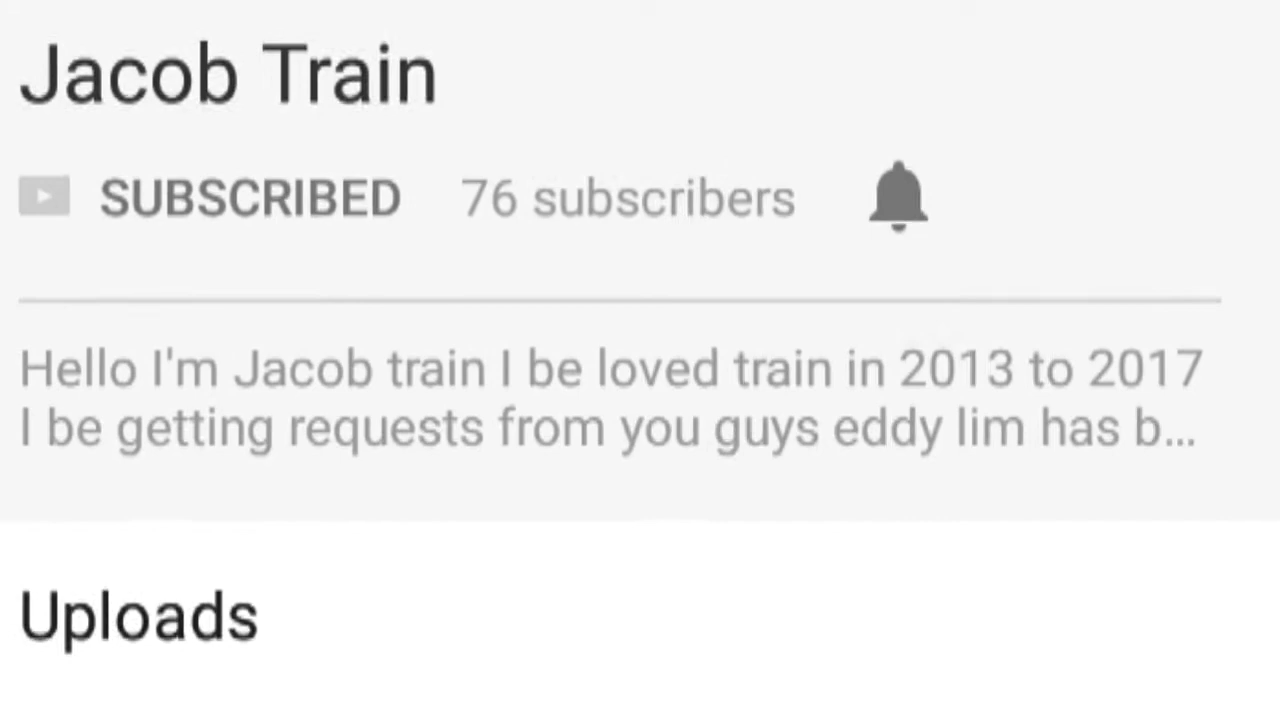 Jacob Train
SUBSCRIBED 76 subscribers
Hello I'm Jacob train I be loved train in 2013 to 2017
I be getting requests from you guys eddy lim has b...
Uploads